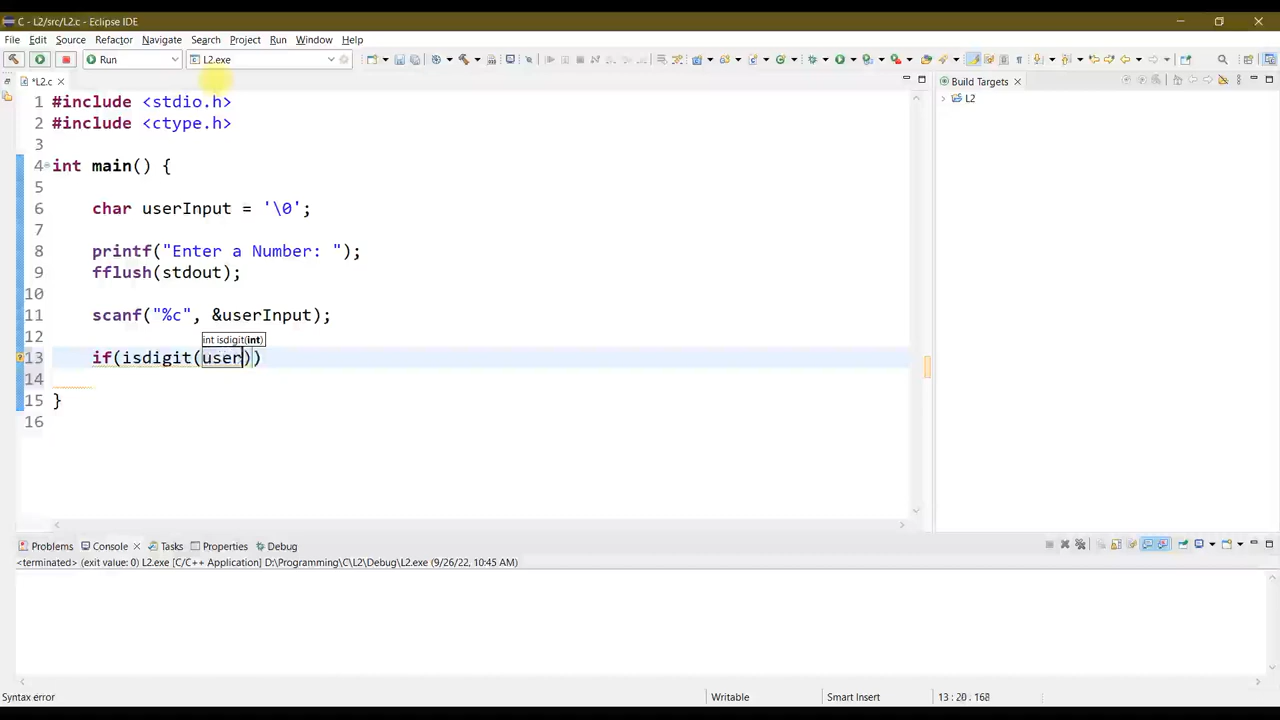 C - L2/src/L2.c - Eclipse IDE
File Edit Source Refactor Navigate Search Project Run Window Help
Run L2.exe
*L2.c
Build Targets
L2
1 #include <stdio.h>
2 #include <ctype.h>
3
4 int main() {
5
6 char userInput = '\0';
7
8 printf("Enter a Number: ");
9 fflush(stdout);
10
11 scanf("%c", &userInput);
12
int isdigit(int)
13 if(isdigit(user))
14
15 }
16
Problems Console Tasks Properties Debug
<terminated> (exit value: 0) L2.exe [C/C++ Application] D:\Programming\C\L2\Debug\L2.exe (9/26/22, 10:45 AM)
Syntax error Writable Smart Insert 13 : 20 . 168